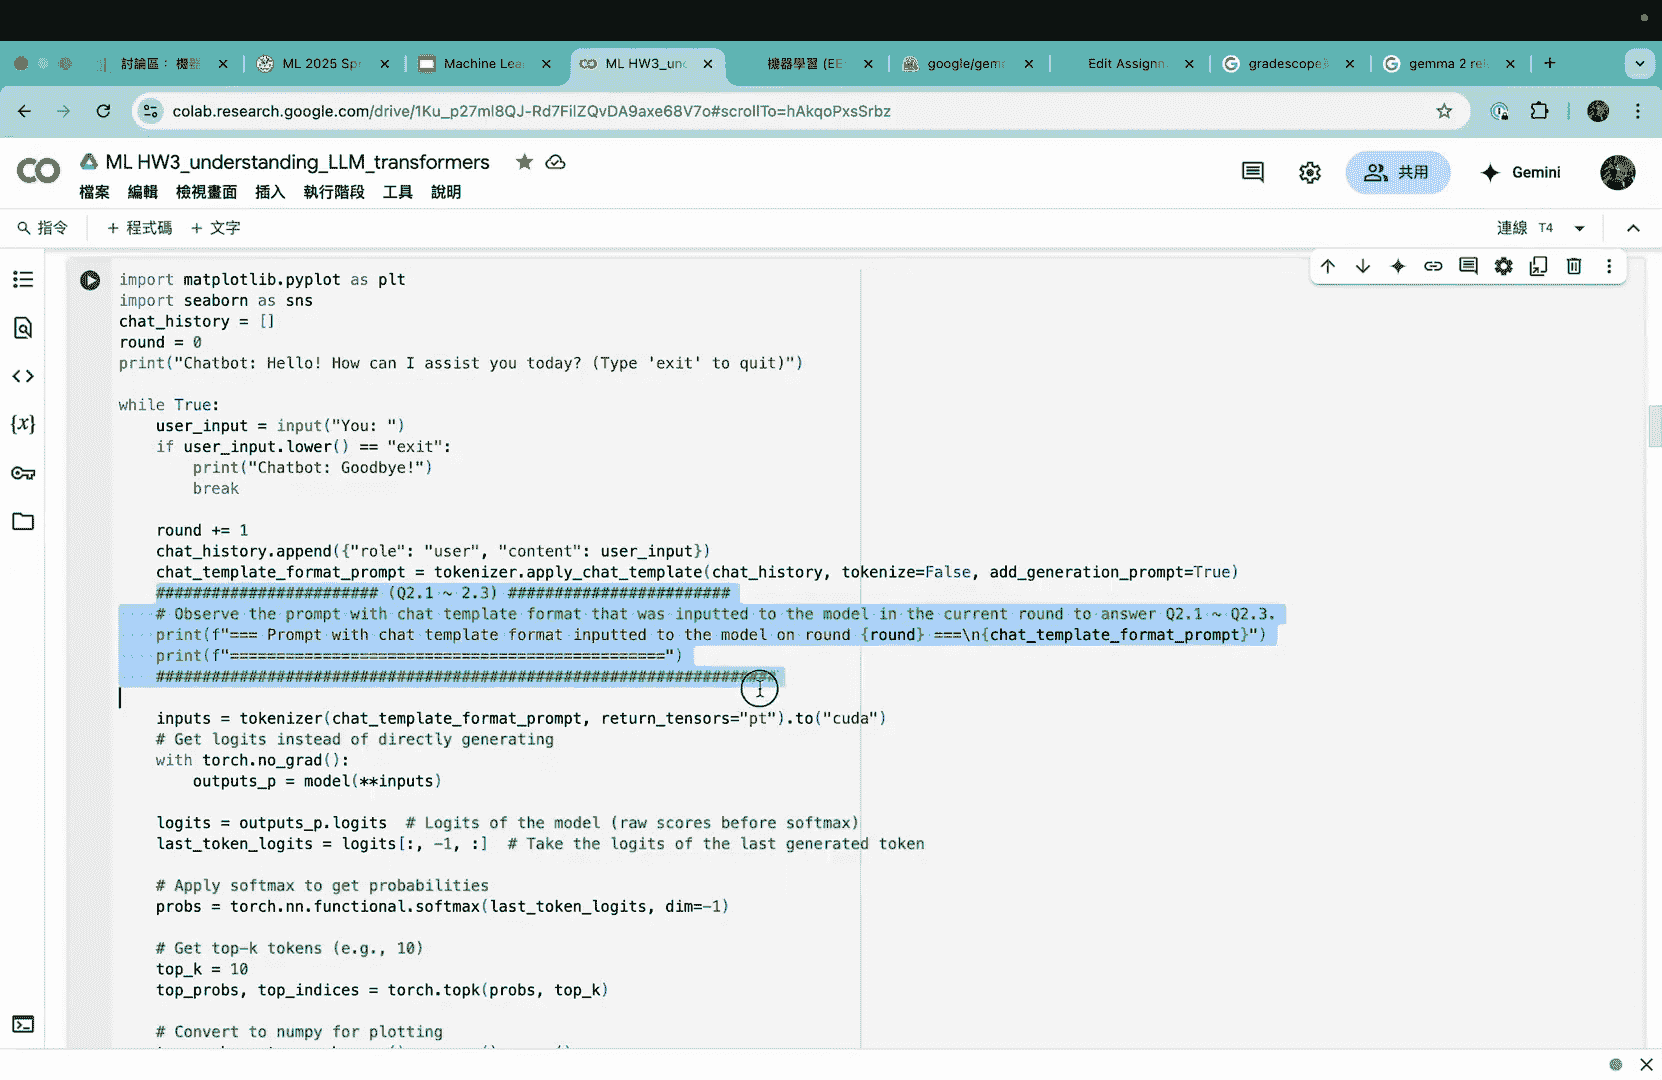 討論區： 機器
ML 2025 Spr
Machine Lea
ML HW3_unc
機器學習 (EE
google/gemm
Edit Assignm
gradescope
gemma 2 rel
colab.research.google.com/drive/1Ku_p27ml8QJ-Rd7FilZQvDA9axe68V7o#scrollTo=hAkqoPxsSrbz
ML HW3_understanding_LLM_transformers
檔案 編輯 檢視畫面 插入 執行階段 工具 說明
共用
Gemini
指令 + 程式碼 + 文字
連線 T4
import matplotlib.pyplot as plt
import seaborn as sns
chat_history = []
round = 0
print("Chatbot: Hello! How can I assist you today? (Type 'exit' to quit)")
while True:
user_input = input("You: ")
if user_input.lower() == "exit":
print("Chatbot: Goodbye!")
break
round += 1
chat_history.append({"role": "user", "content": user_input})
chat_template_format_prompt = tokenizer.apply_chat_template(chat_history, tokenize=False, add_generation_prompt=True)
######################## (Q2.1 ~ 2.3) ########################
# Observe the prompt with chat template format that was inputted to the model in the current round to answer Q2.1 ~ Q2.3.
print(f"=== Prompt with chat template format inputted to the model on round {round} ===\n{chat_template_format_prompt}")
print(f"===============================================")
###################################################################
inputs = tokenizer(chat_template_format_prompt, return_tensors="pt").to("cuda")
# Get logits instead of directly generating
with torch.no_grad():
outputs_p = model(**inputs)
logits = outputs_p.logits  # Logits of the model (raw scores before softmax)
last_token_logits = logits[:, -1, :]  # Take the logits of the last generated token
# Apply softmax to get probabilities
probs = torch.nn.functional.softmax(last_token_logits, dim=-1)
# Get top-k tokens (e.g., 10)
top_k = 10
top_probs, top_indices = torch.topk(probs, top_k)
# Convert to numpy for plotting